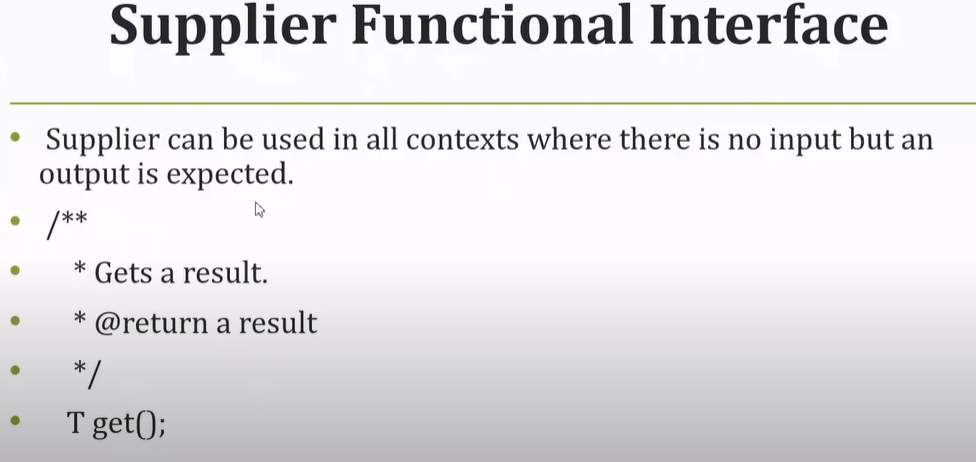 Supplier Functional Interface
• Supplier can be used in all contexts where there is no input but an
output is expected.
• /**
• * Gets a result.
• * @return a result
• */
• T get();